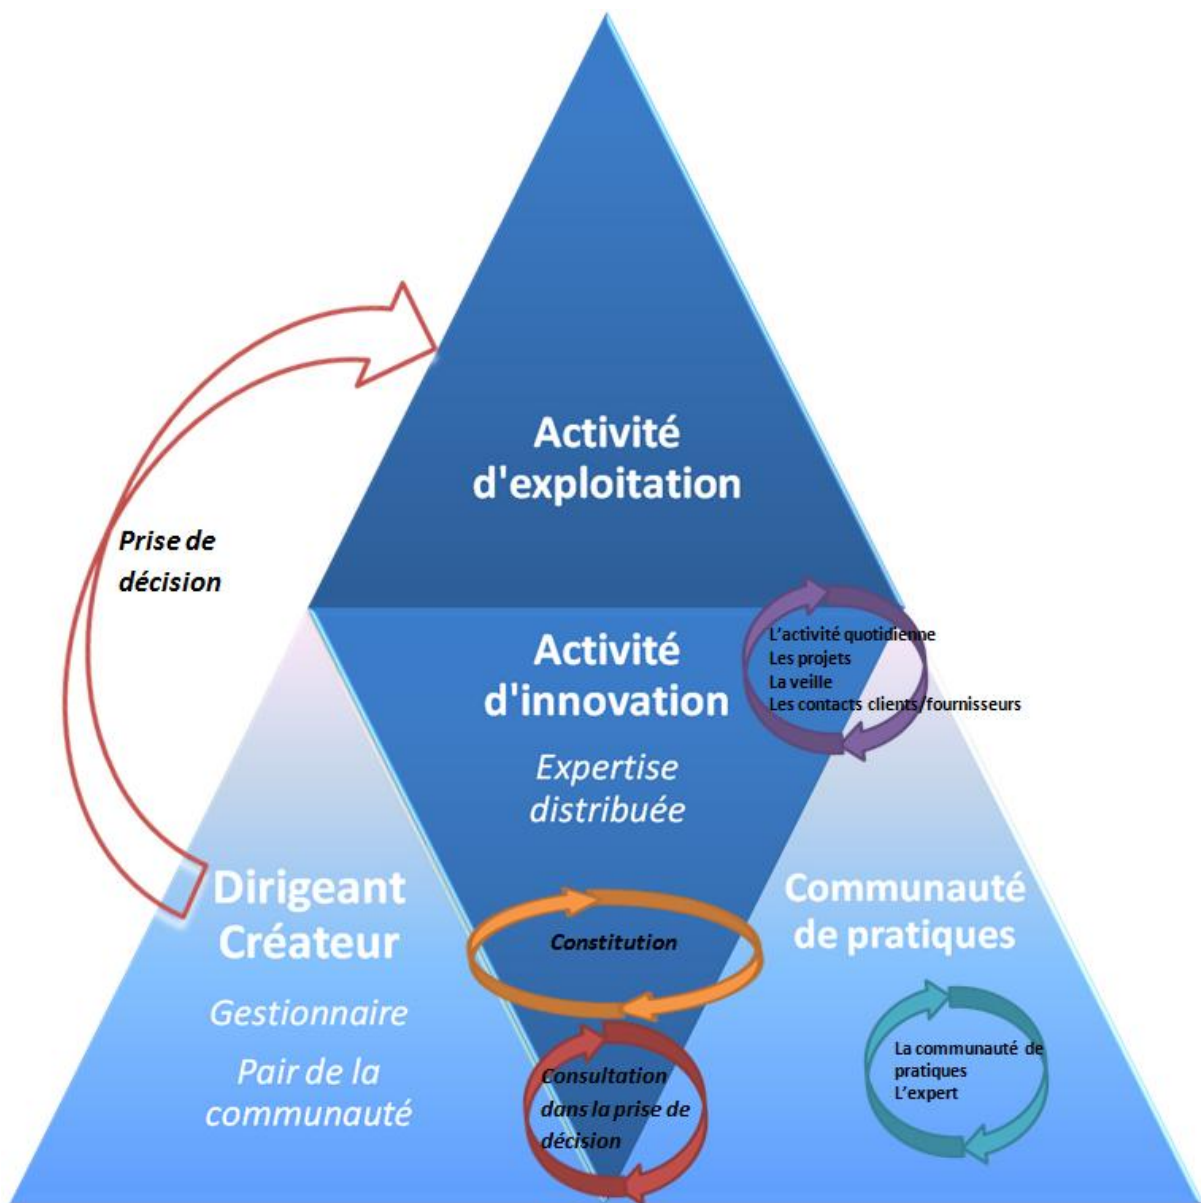 Activité
d'exploitation
Prise de
décision
Activité
d'innovation
Expertise
distribuée
L'activité quotidienne
Les projets
La veille
Les contacts clients/fournisseurs
Dirigeant
Créateur
Gestionnaire
Pair de la
communauté
Constitution
Consultation
dans la prise de
décision
Communauté
de pratiques
La communauté de
pratiques
L'expert